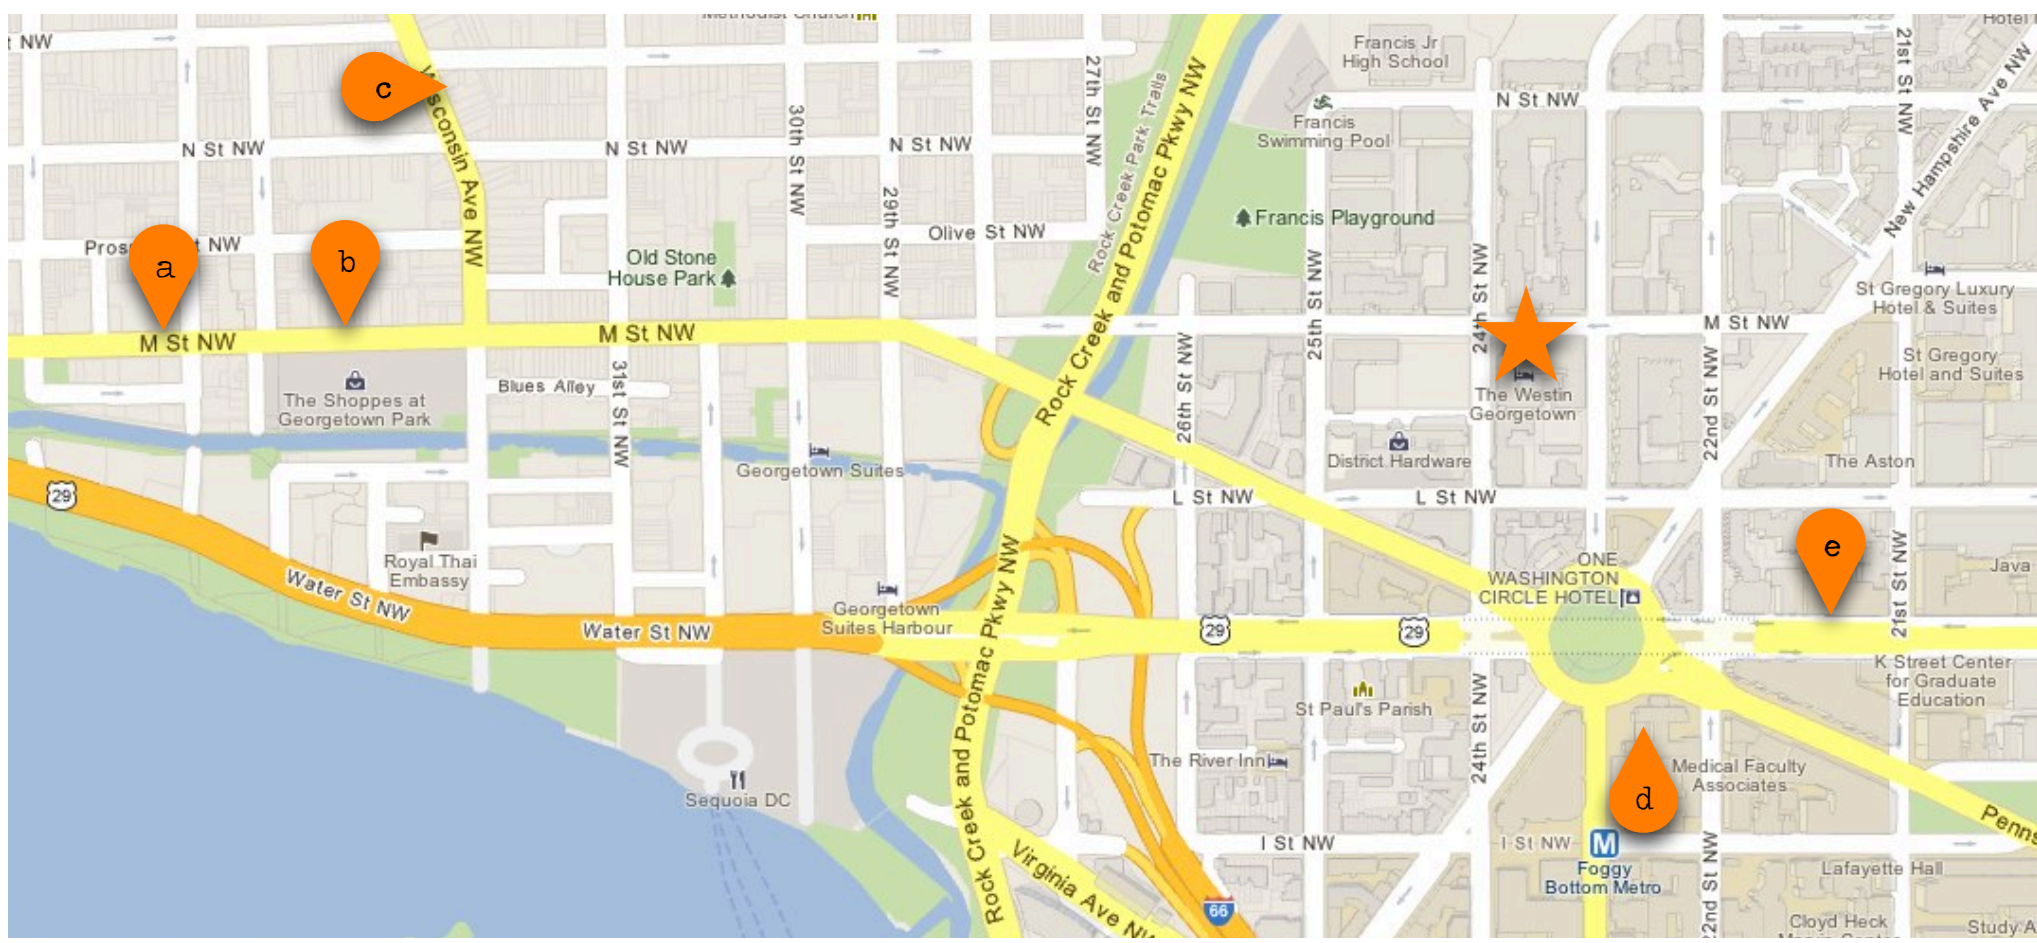 Methodist Church
Hotel
t NW
Francis Jr
High School
21st St NW
27th St NW
Rock Creek Park Trails
Rock Creek and Potomac Pkwy NW
New Hampshire Ave NW
c
Wisconsin Ave NW
N St NW
30th St NW
Francis
Swimming Pool
N St NW
N St NW
N St NW
29th St NW
Francis Playground
Olive St NW
a
b
t NW
Old Stone
House Park
25th St NW
24th St NW
St Gregory Luxury
Hotel & Suites
M St NW
M St NW
M St NW
31st St NW
26th St NW
22nd St NW
St Gregory
Hotel and Suites
Blues Alley
The Shoppes at
Georgetown Park
The Westin
Georgetown
Georgetown Suites
District Hardware
The Aston
29
L St NW
L St NW
Royal Thai
Embassy
e
ONE
WASHINGTON
CIRCLE HOTEL
Java
21st St NW
Water St NW
Georgetown
Suites Harbour
Water St NW
29
29
K Street Center
for Graduate
Education
Rock Creek and Potomac Pkwy NW
St Paul's Parish
24th St NW
The River Inn
Medical Faculty
Associates
Sequoia DC
d
Penns
I St NW
I St NW
M
Foggy
Bottom Metro
Lafayette Hall
22nd St NW
Virginia Ave NW
66
Cloyd Heck
Study A